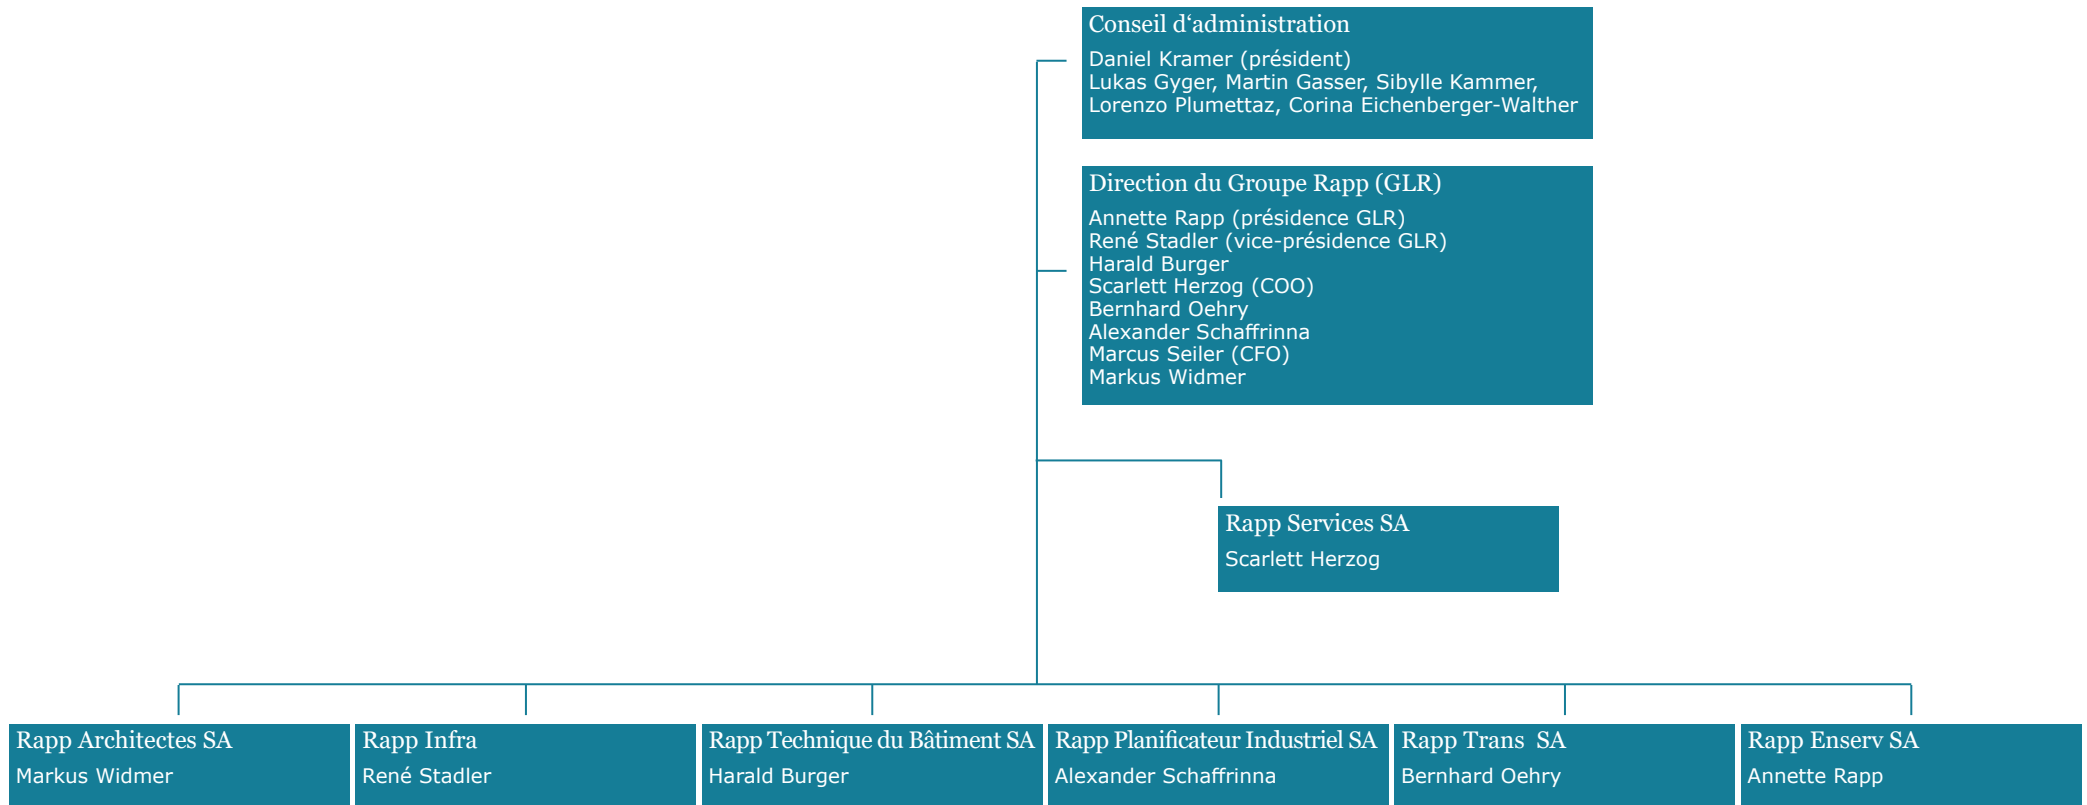 Conseil d‘administration
Daniel Kramer (président)
Lukas Gyger, Martin Gasser, Sibylle Kammer,
Lorenzo Plumettaz, Corina Eichenberger-Walther
Direction du Groupe Rapp (GLR)
Annette Rapp (présidence GLR)
René Stadler (vice-présidence GLR)
Harald Burger
Scarlett Herzog (COO)
Bernhard Oehry
Alexander Schaffrinna
Marcus Seiler (CFO)
Markus Widmer
Rapp Services SA
Scarlett Herzog
Rapp Architectes SA
Markus Widmer
Rapp Infra
René Stadler
Rapp Technique du Bâtiment SA
Harald Burger
Rapp Planificateur Industriel SA
Alexander Schaffrinna
Rapp Trans SA
Bernhard Oehry
Rapp Enserv SA
Annette Rapp